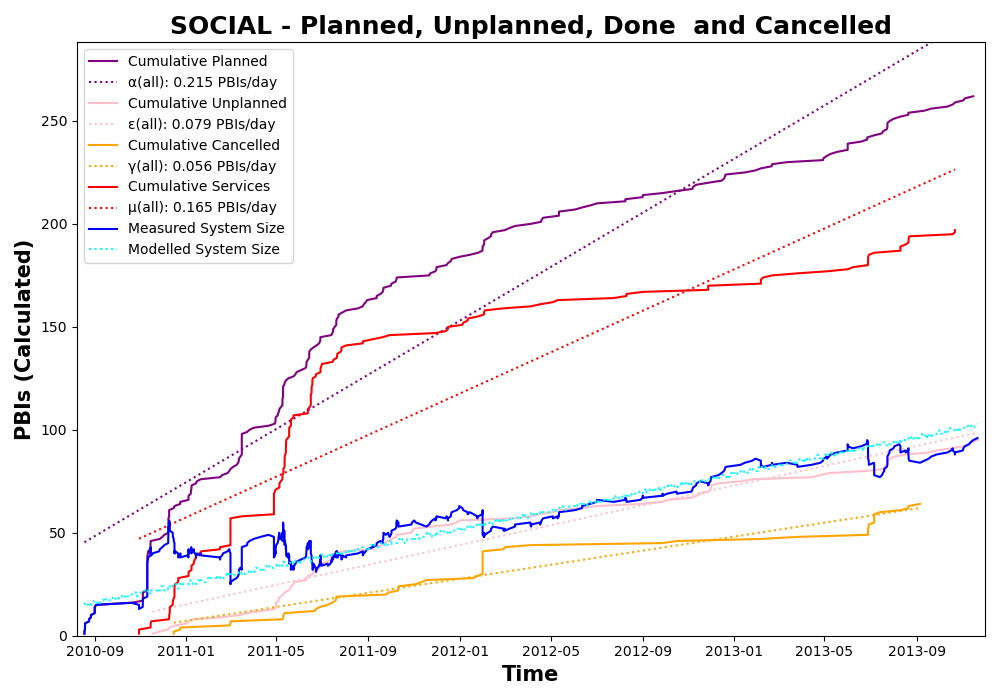 SOCIAL - Planned, Unplanned, Done  and Cancelled
Cumulative Planned
α(all): 0.215 PBIs/day
Cumulative Unplanned
ε(all): 0.079 PBIs/day
Cumulative Cancelled
γ(all): 0.056 PBIs/day
Cumulative Services
μ(all): 0.165 PBIs/day
Measured System Size
Modelled System Size
PBIs (Calculated)
250
200
150
100
50
0
2010-09 2011-01 2011-05 2011-09 2012-01 2012-05 2012-09 2013-01 2013-05 2013-09
Time